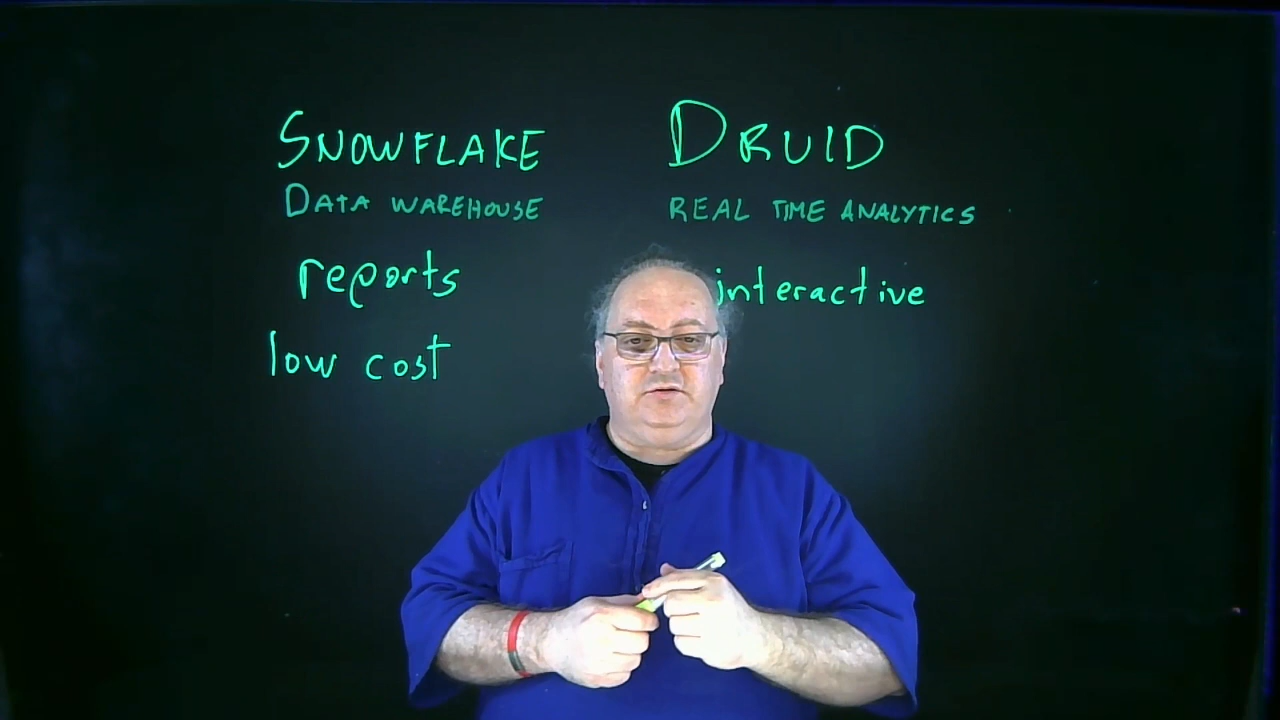 SNOWFLAKE
DATA WAREHOUSE
reports
low cost
DRUID
REAL TIME ANALYTICS
interactive